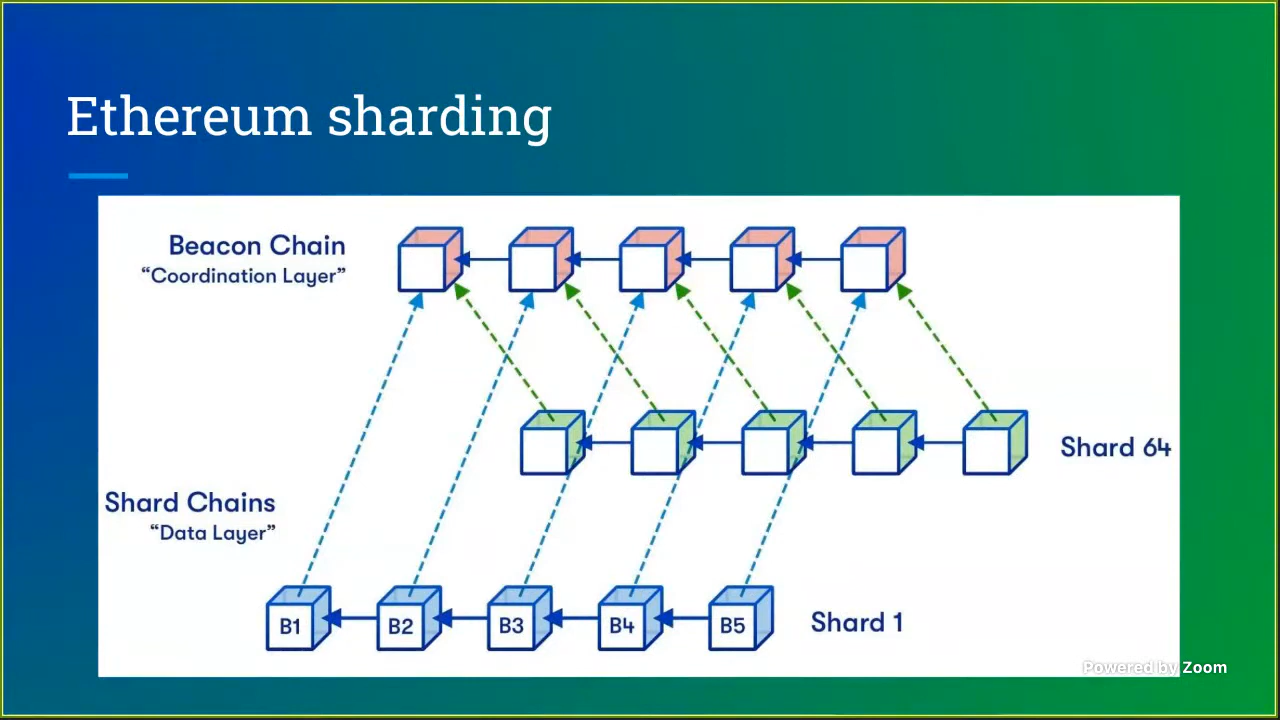 Ethereum sharding
Beacon Chain
“Coordination Layer”
Shard 64
Shard Chains
“Data Layer”
B1
B2
B3
B4
B5
Shard 1
Powered by Zoom